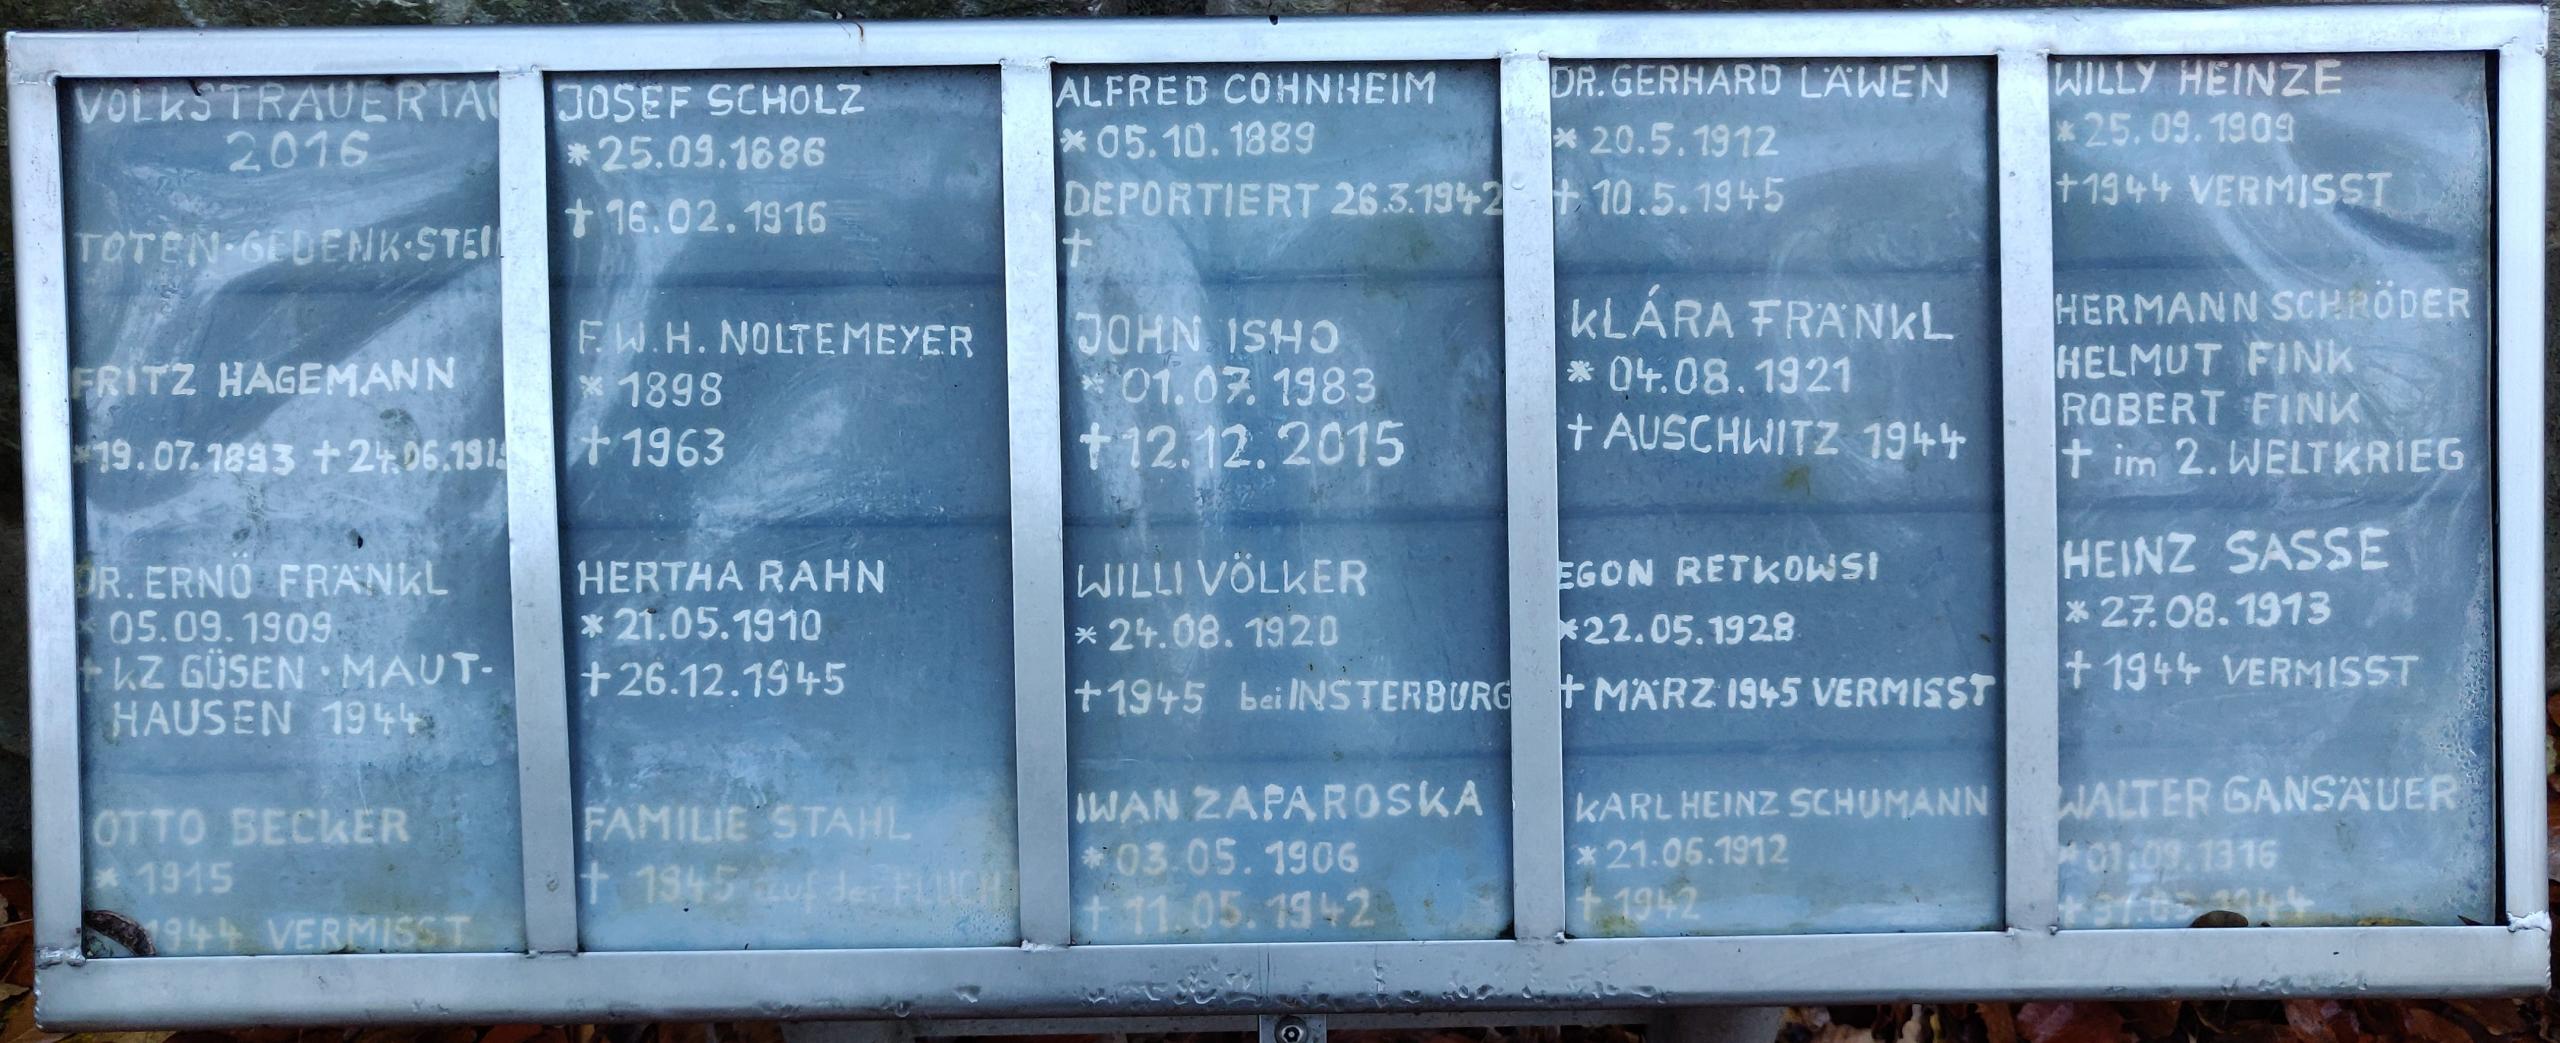 VOLKSTRAUERTAG
2016
TOTEN·GEDENK·STEIN
FRITZ HAGEMANN
*19.07.1893 †24.06.1915
DR. ERNÖ FRÄNKL
* 05.09.1909
† KZ GÜSEN · MAUT-
HAUSEN 1944
OTTO BECKER
* 1915
1944 VERMISST
JOSEF SCHOLZ
*25.09.1886
†16.02.1916
F.W.H. NOLTEMEYER
* 1898
† 1963
HERTHA RAHN
*21.05.1910
†26.12.1945
FAMILIE STAHL
† 1945 auf der FLUCHT
ALFRED COHNHEIM
*05.10.1889
DEPORTIERT 26.3.1942
†
JOHN ISHO
* 01.07.1983
†12.12.2015
WILLI VÖLKER
*24.08.1920
†1945 bei INSTERBURG
IWAN ZAPAROSKA
*03.05.1906
† 11.05.1942
DR. GERHARD LÄWEN
* 20.5.1912
† 10.5.1945
KLÁRA FRÄNKL
* 04.08.1921
† AUSCHWITZ 1944
EGON RETKOWSI
*22.05.1928
† MÄRZ 1945 VERMISST
KARLHEINZ SCHUMANN
*21.06.1912
†1942
WILLY HEINZE
*25.09.1909
†1944 VERMISST
HERMANN SCHRÖDER
HELMUT FINK
ROBERT FINK
† im 2. WELTKRIEG
HEINZ SASSE
*27.08.1913
† 1944 VERMISST
WALTER GANSÄUER
* 01.09.1916